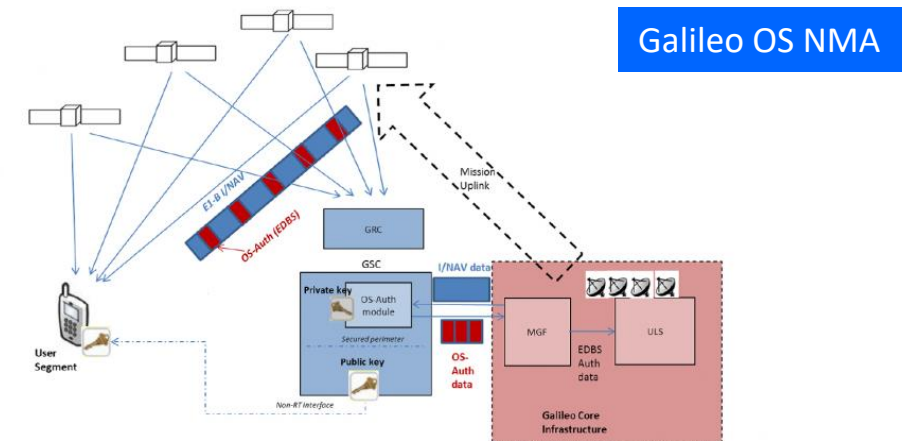 Galileo OS NMA
E1-B I/NAV
OS-Auth (EDBS)
Mission
Uplink
GRC
GSC
I/NAV data
Private key
OS-Auth
module
Secured perimeter
Public key
OS-
Auth
data
MGF
EDBS
Auth
data
ULS
User
Segment
Non-RT Interface
Galileo Core
Infrastructure